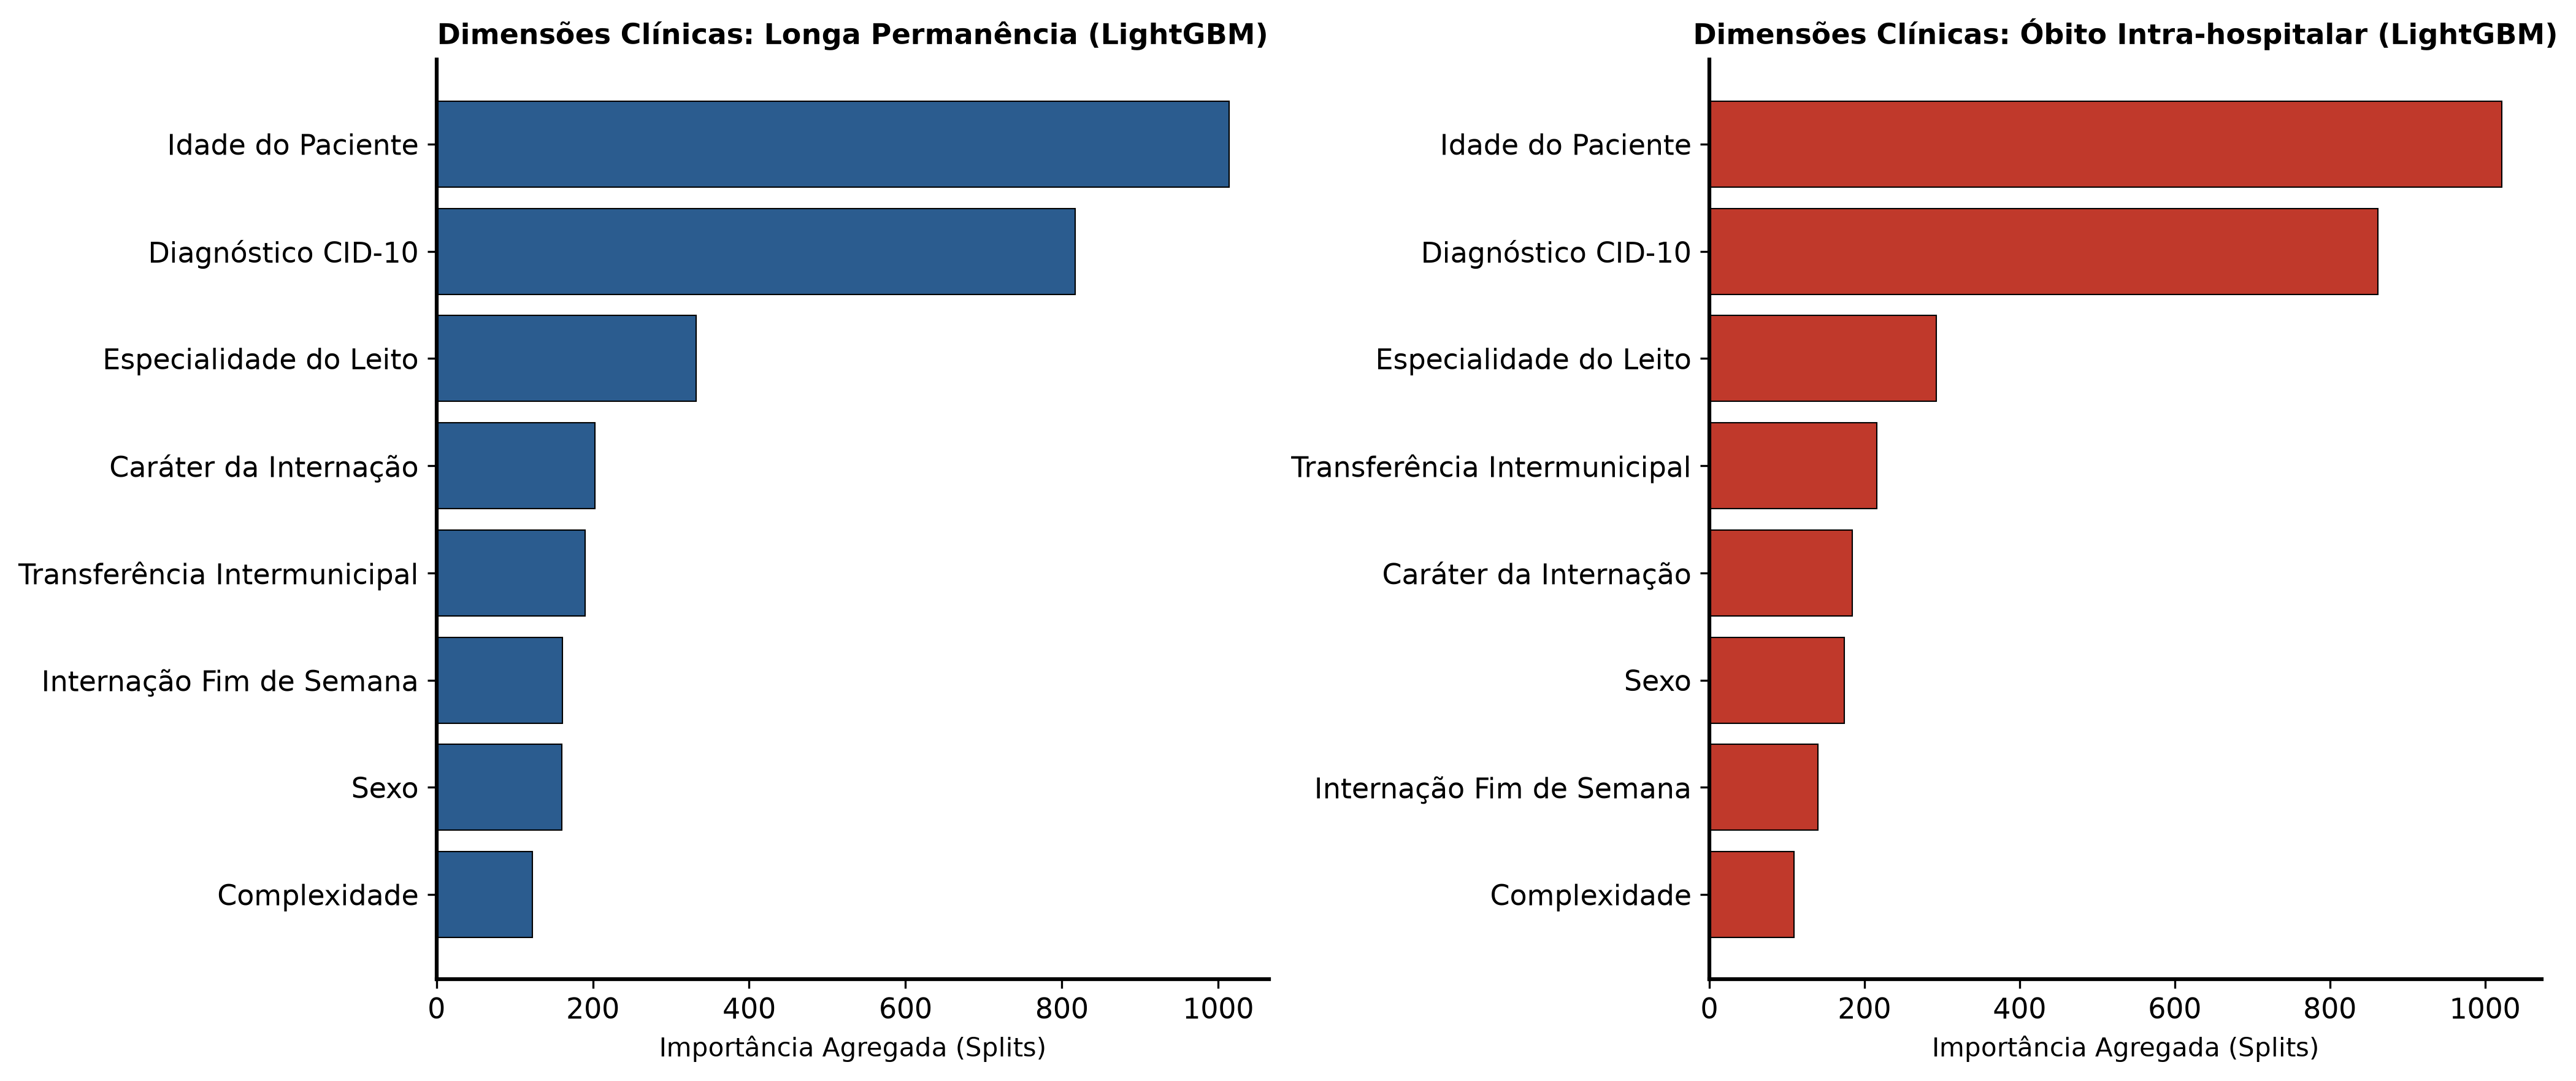 Dimensões Clínicas: Longa Permanência (LightGBM)
Idade do Paciente
Diagnóstico CID-10
Especialidade do Leito
Caráter da Internação
Transferência Intermunicipal
Internação Fim de Semana
Sexo
Complexidade
0 200 400 600 800 1000
Importância Agregada (Splits)
Dimensões Clínicas: Óbito Intra-hospitalar (LightGBM)
Idade do Paciente
Diagnóstico CID-10
Especialidade do Leito
Transferência Intermunicipal
Caráter da Internação
Sexo
Internação Fim de Semana
Complexidade
0 200 400 600 800 1000
Importância Agregada (Splits)